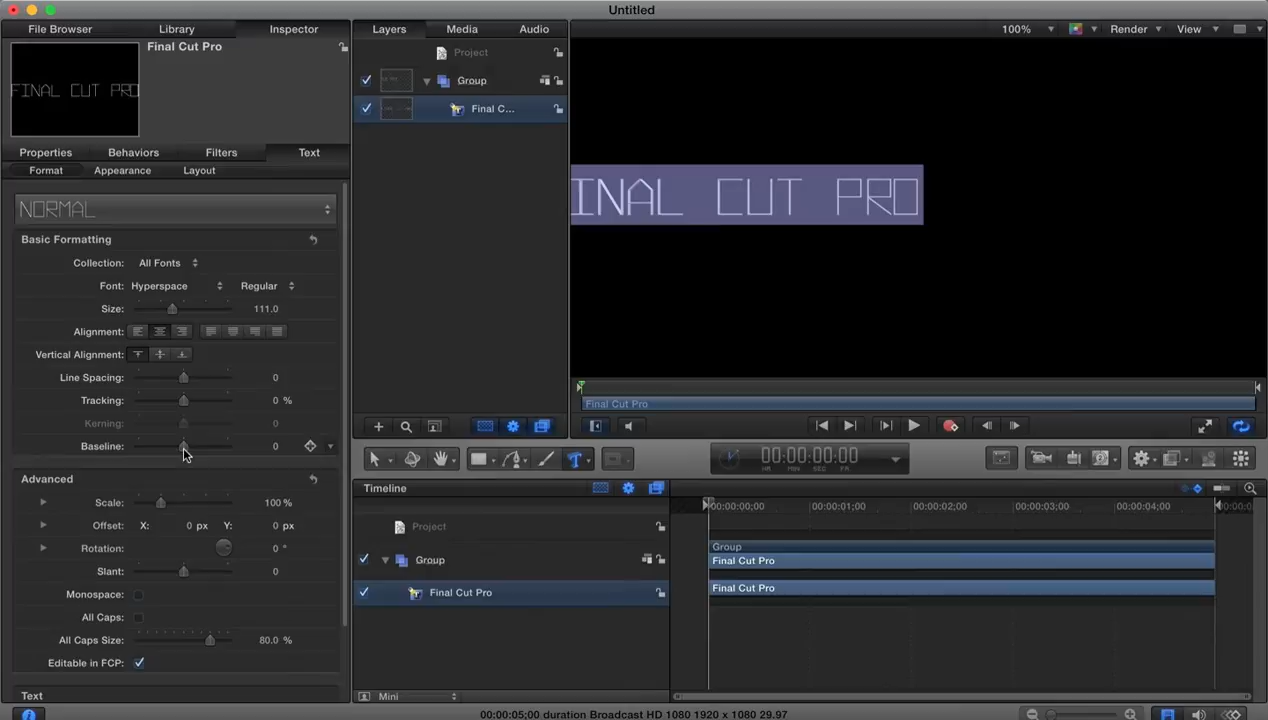 Untitled
File Browser Library Inspector Layers Media Audio 100% Render View
Final Cut Pro
FINAL CUT PRO
Project
Group
Final C...
Properties Behaviors Filters Text
Format Appearance Layout
FINAL CUT PRO
NORMAL
Basic Formatting
Collection: All Fonts
Font: Hyperspace Regular
Size: 111.0
Alignment:
Vertical Alignment:
Line Spacing: 0
Tracking: 0 %
Kerning:
Baseline: 0
Final Cut Pro
00:00:00:00
HR MIN SEC FR
Advanced
Scale: 100 %
Offset: X: 0 px Y: 0 px
Rotation: 0 °
Slant: 0
Monospace:
All Caps:
All Caps Size: 80.0 %
Editable in FCP:
Text
Timeline
00:00:00;00 00:00:01;00 00:00:02;00 00:00:03;00 00:00:04;00
Project
Group
Group
Final Cut Pro
Final Cut Pro
Final Cut Pro
Mini
00:00:05;00 duration Broadcast HD 1080 1920 x 1080 29.97